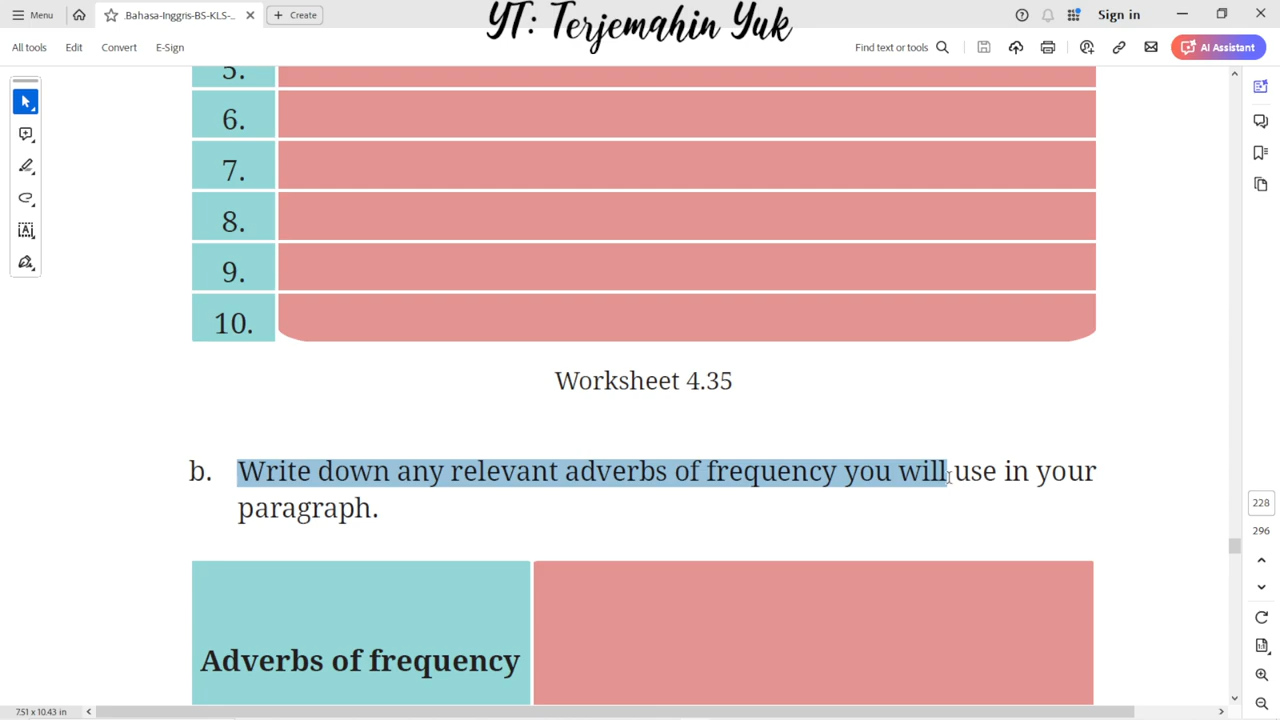 Menu
Bahasa-Inggris-BS-KLS-...
Create
YT: Terjemahin Yuk
Sign in
All tools
Edit
Convert
E-Sign
Find text or tools
AI Assistant
5.
6.
7.
8.
9.
10.
Worksheet 4.35
b. Write down any relevant adverbs of frequency you will use in your
paragraph.
228
296
Adverbs of frequency
7.51 x 10.43 in